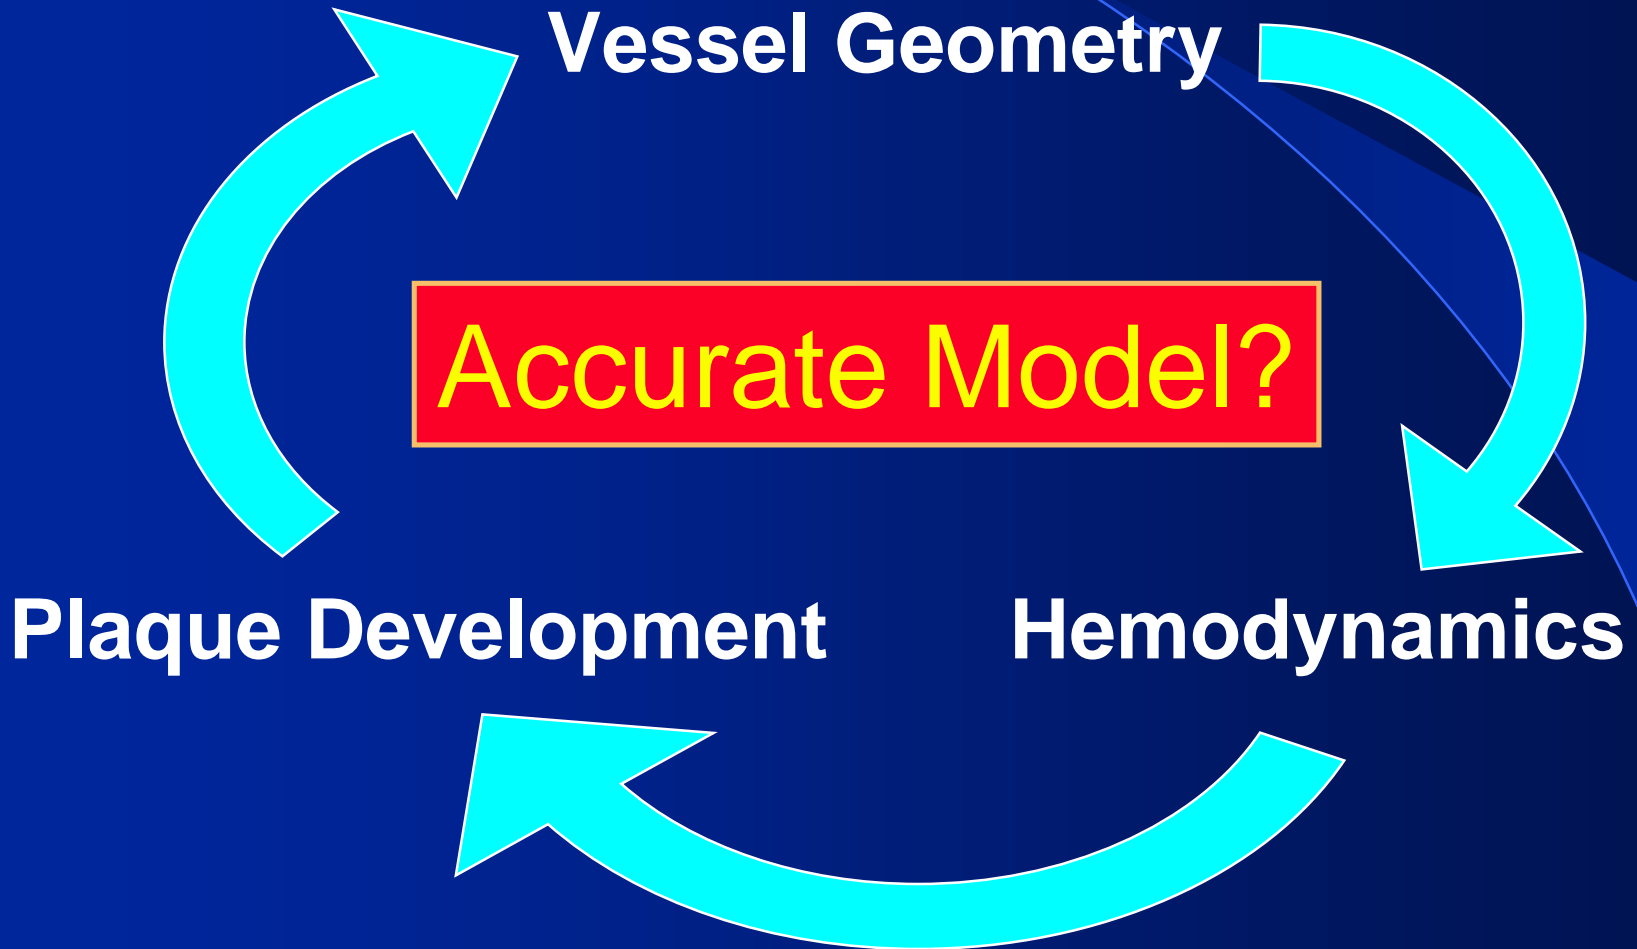 Vessel Geometry
Accurate Model?
Plaque Development
Hemodynamics